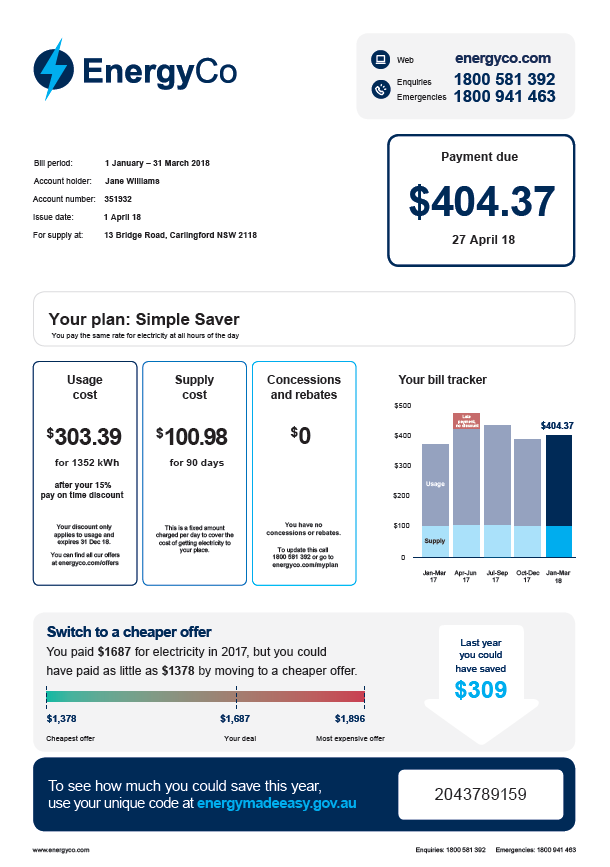 EnergyCo
Web energyco.com
Enquiries 1800 581 392
Emergencies 1800 941 463
Bill period: 1 January – 31 March 2018
Account holder: Jane Williams
Account number: 351932
Issue date: 1 April 18
For supply at: 13 Bridge Road, Carlingford NSW 2118
Payment due
$404.37
27 April 18
Your plan: Simple Saver
You pay the same rate for electricity at all hours of the day
Usage
cost
$303.39
for 1352 kWh
after your 15%
pay on time discount
Your discount only
applies to usage and
expires 31 Dec 18.
You can find all our offers
at energyco.com/offers
Supply
cost
$100.98
for 90 days
This is a fixed amount
charged per day to cover the
cost of getting electricity to
your place.
Concessions
and rebates
$0
You have no
concessions or rebates.
To update this call
1800 581 392 or go to
energyco.com/myplan
Your bill tracker
$500
$400
$300
$200
$100
0
Late
payment,
no discount
$404.37
Usage
Supply
Jan-Mar
17
Apr-Jun
17
Jul-Sep
17
Oct-Dec
17
Jan-Mar
18
Switch to a cheaper offer
You paid $1687 for electricity in 2017, but you could
have paid as little as $1378 by moving to a cheaper offer.
$1,378 $1,687 $1,896
Cheapest offer Your deal Most expensive offer
Last year
you could
have saved
$309
To see how much you could save this year,
use your unique code at energymadeeasy.gov.au
2043789159
www.energyco.com Enquiries: 1800 581 392 Emergencies: 1800 941 463